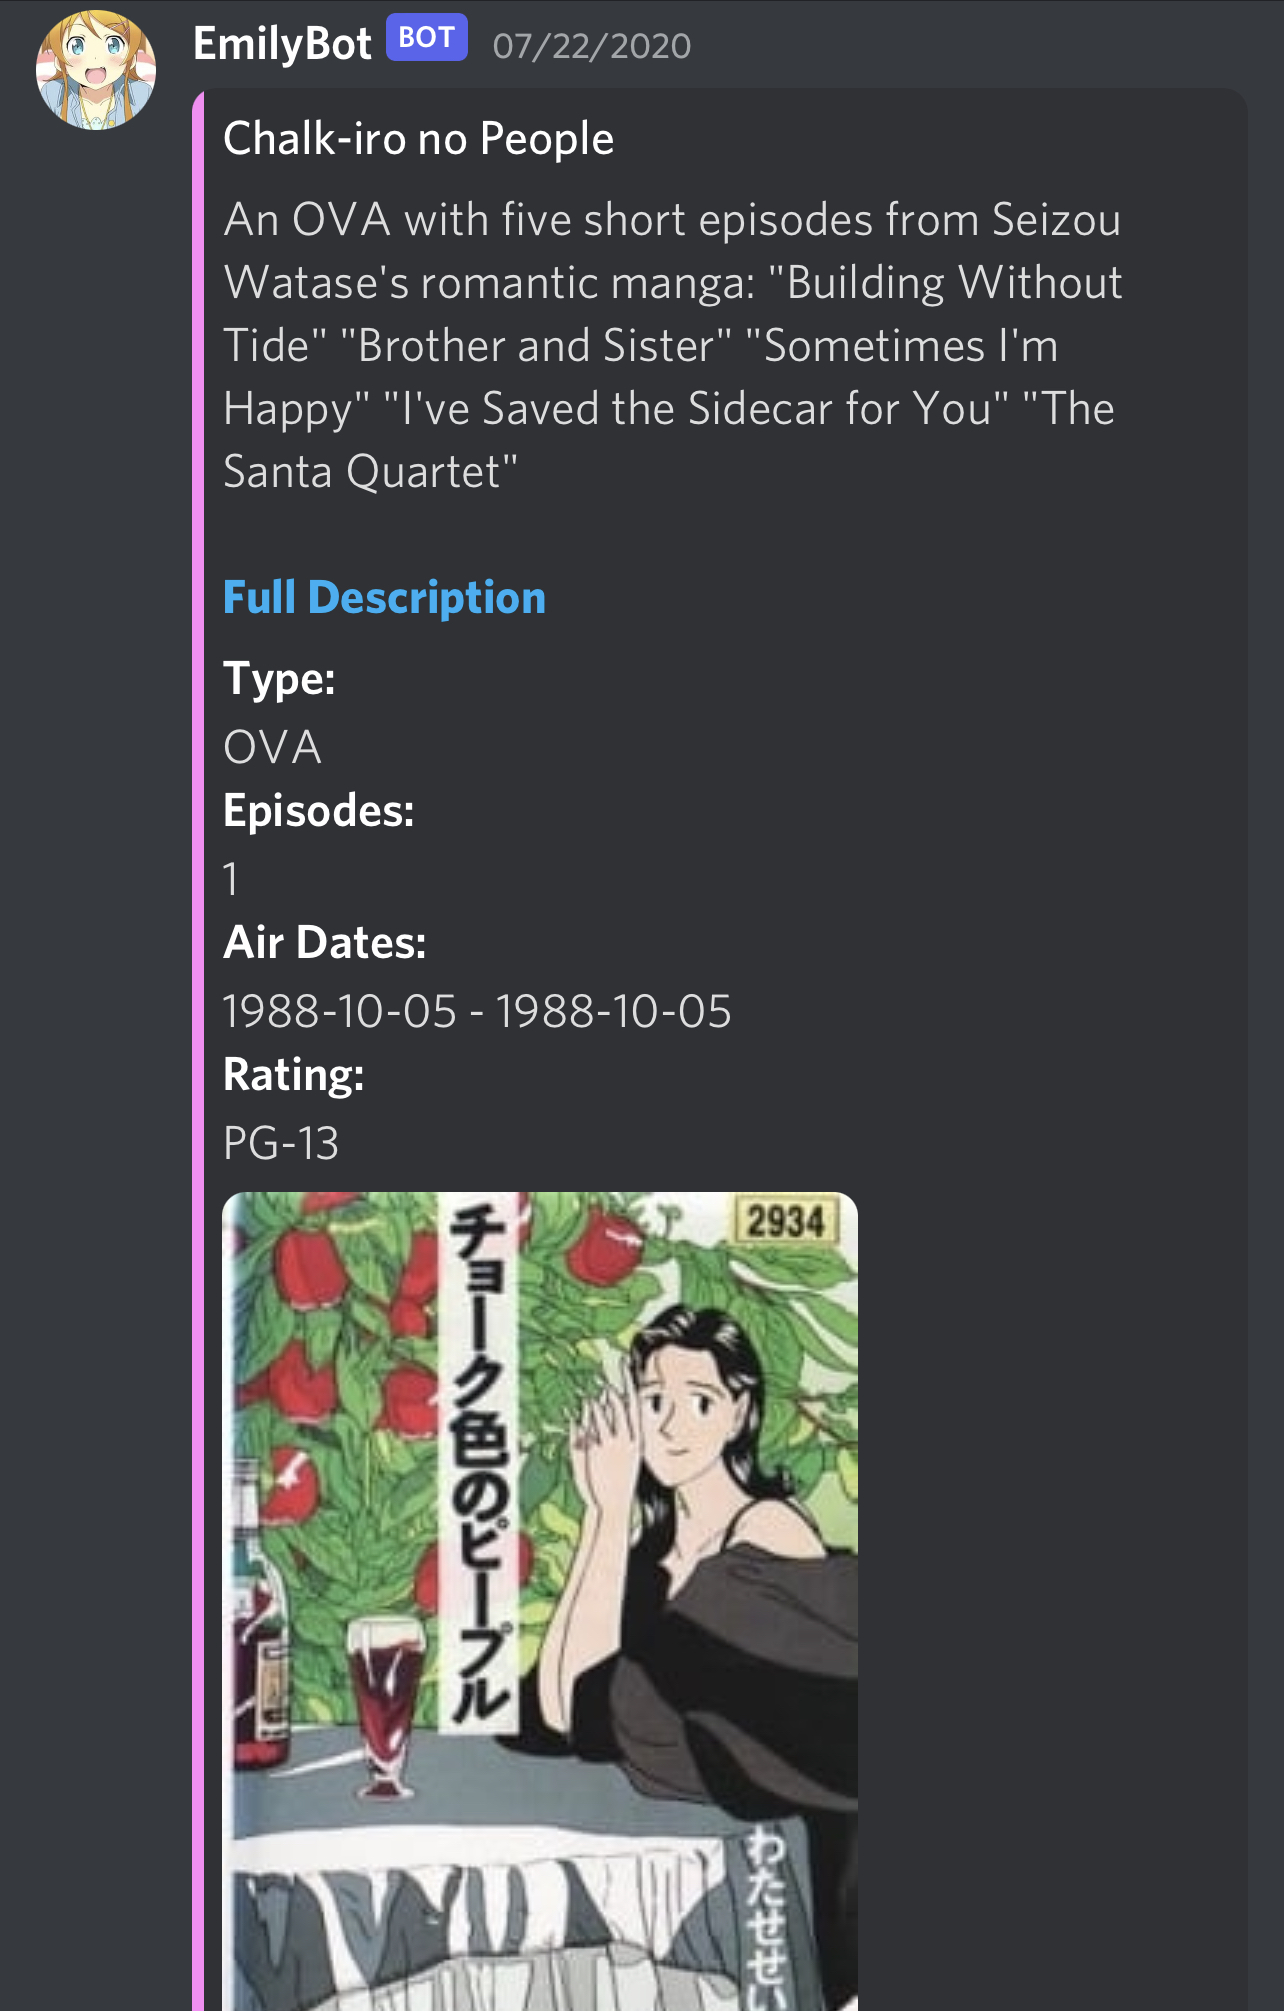 EmilyBot BOT 07/22/2020
Chalk-iro no People
An OVA with five short episodes from Seizou
Watase's romantic manga: "Building Without
Tide" "Brother and Sister" "Sometimes I'm
Happy" "I've Saved the Sidecar for You" "The
Santa Quartet"
Full Description
Type:
OVA
Episodes:
1
Air Dates:
1988-10-05 - 1988-10-05
Rating:
PG-13
2934
チョーク色のピープル
わたせせい